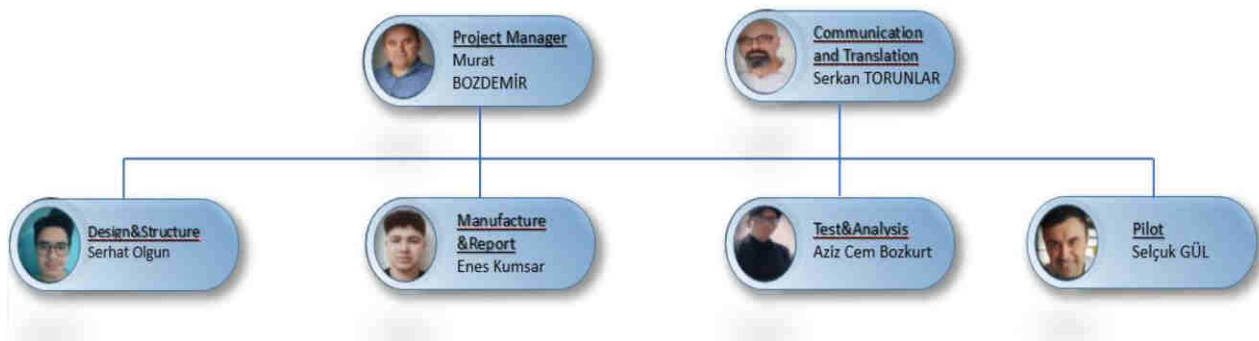 Project Manager
Murat
BOZDEMİR
Communication
and Translation
Serkan TORUNLAR
Design&Structure
Serhat Olgun
Manufacture
&Report
Enes Kumsar
Test&Analysis
Aziz Cem Bozkurt
Pilot
Selçuk GÜL